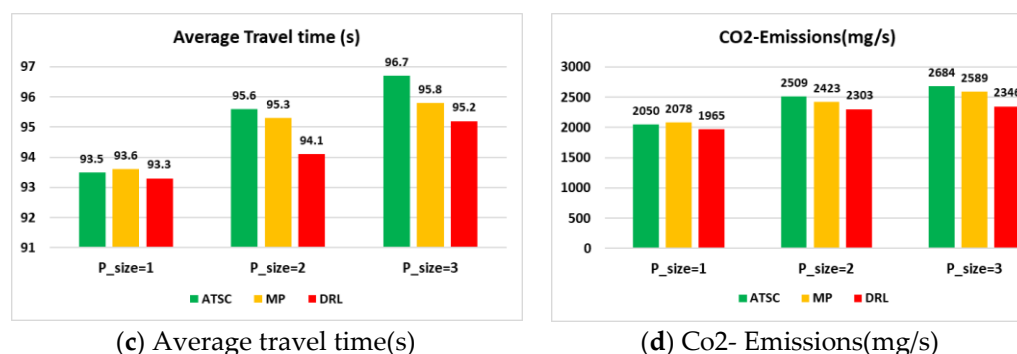 Average Travel time (s)
97
96
95
94
93
92
91
93.5 93.6 93.3
95.6 95.3 94.1
96.7 95.8 95.2
P_size=1 P_size=2 P_size=3
ATSC MP DRL
(c) Average travel time(s)
CO2-Emissions(mg/s)
3000
2500
2000
1500
1000
500
0
2050 2078 1965
2509 2423 2303
2684 2589 2346
P_size=1 P_size=2 P_size=3
ATSC MP DRL
(d) Co2- Emissions(mg/s)